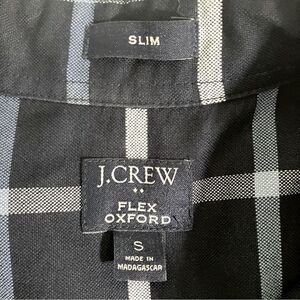 SLIM
J.CREW
FLEX
OXFORD
S
MADE IN
MADAGASCAR